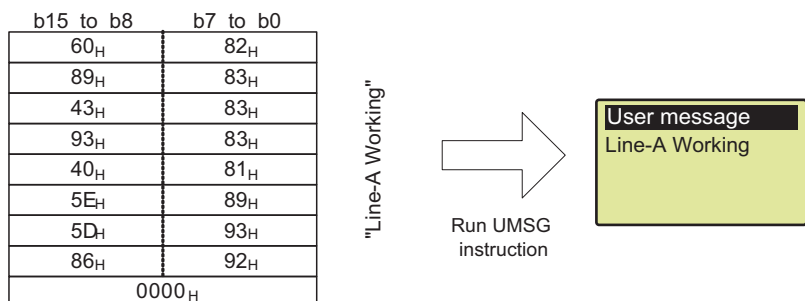 b15 to b8 b7 to b0
60H 82H
89H 83H
43H 83H
93H 83H
40H 81H
5EH 89H
5DH 93H
86H 92H
0000H
"Line-A Working"
Run UMSG
instruction
User message
Line-A Working